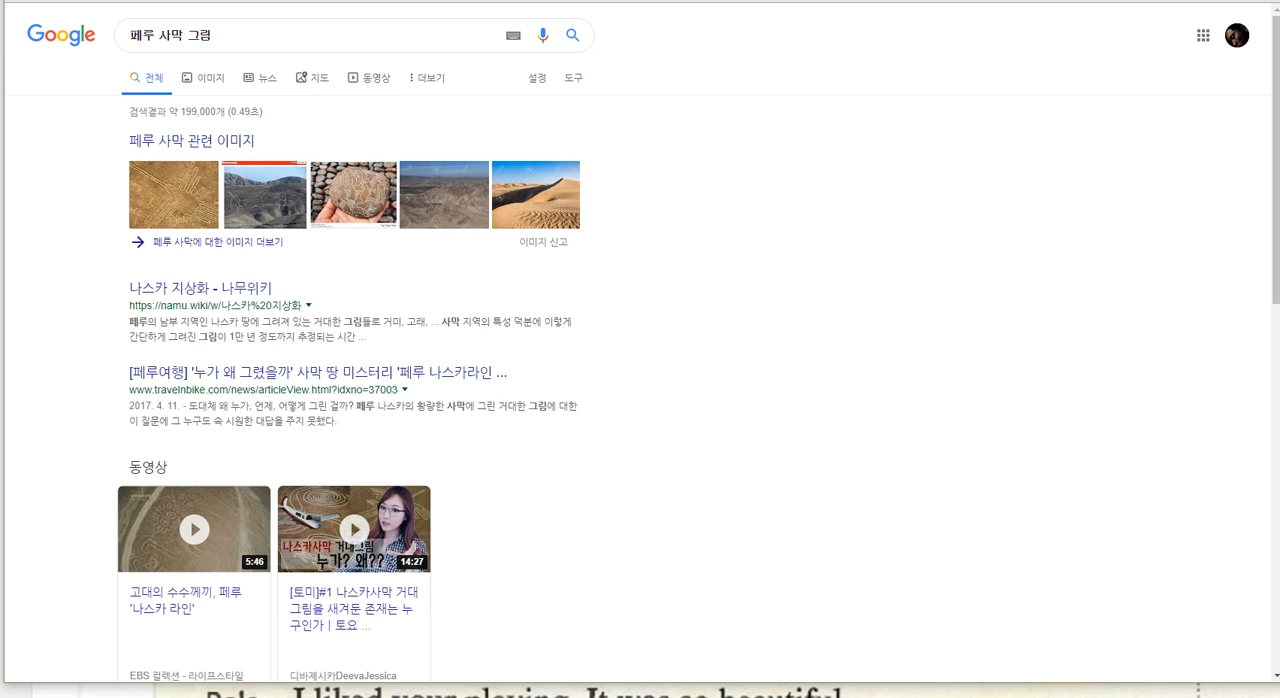 Google
페루 사막 그림
전체
이미지
뉴스
지도
동영상
더보기
설정
도구
검색결과 약 199,000개 (0.49초)
페루 사막 관련 이미지
페루 사막에 대한 이미지 더보기
이미지 신고
나스카 지상화 - 나무위키
https://namu.wiki/w/나스카%20지상화
페루의 남부 지역인 나스카 땅에 그려져 있는 거대한 그림들로 거미, 고래, ... 사막 지역의 특성 덕분에 이렇게
간단하게 그려진 그림이 1만 년 정도까지 추정되는 시간 ...
[페루여행] '누가 왜 그렸을까' 사막 땅 미스터리 '페루 나스카라인 ...
www.travelnbike.com/news/articleView.html?idxno=37003
2017. 4. 11. - 도대체 왜 누가, 언제, 어떻게 그린 걸까? 페루 나스카의 황량한 사막에 그린 거대한 그림에 대한
이 질문에 그 누구도 속 시원한 대답을 주지 못했다.
동영상
5:46
나스카사막 거대그림
누가? 왜??
14:27
고대의 수수께끼, 페루
'나스카 라인'
EBS 컬렉션 - 라이프스타일
[토미]#1 나스카사막 거대
그림을 새겨둔 존재는 누
구인가 | 토요 ...
디바제시카DeevaJessica
I liked your playing. It was so beautiful